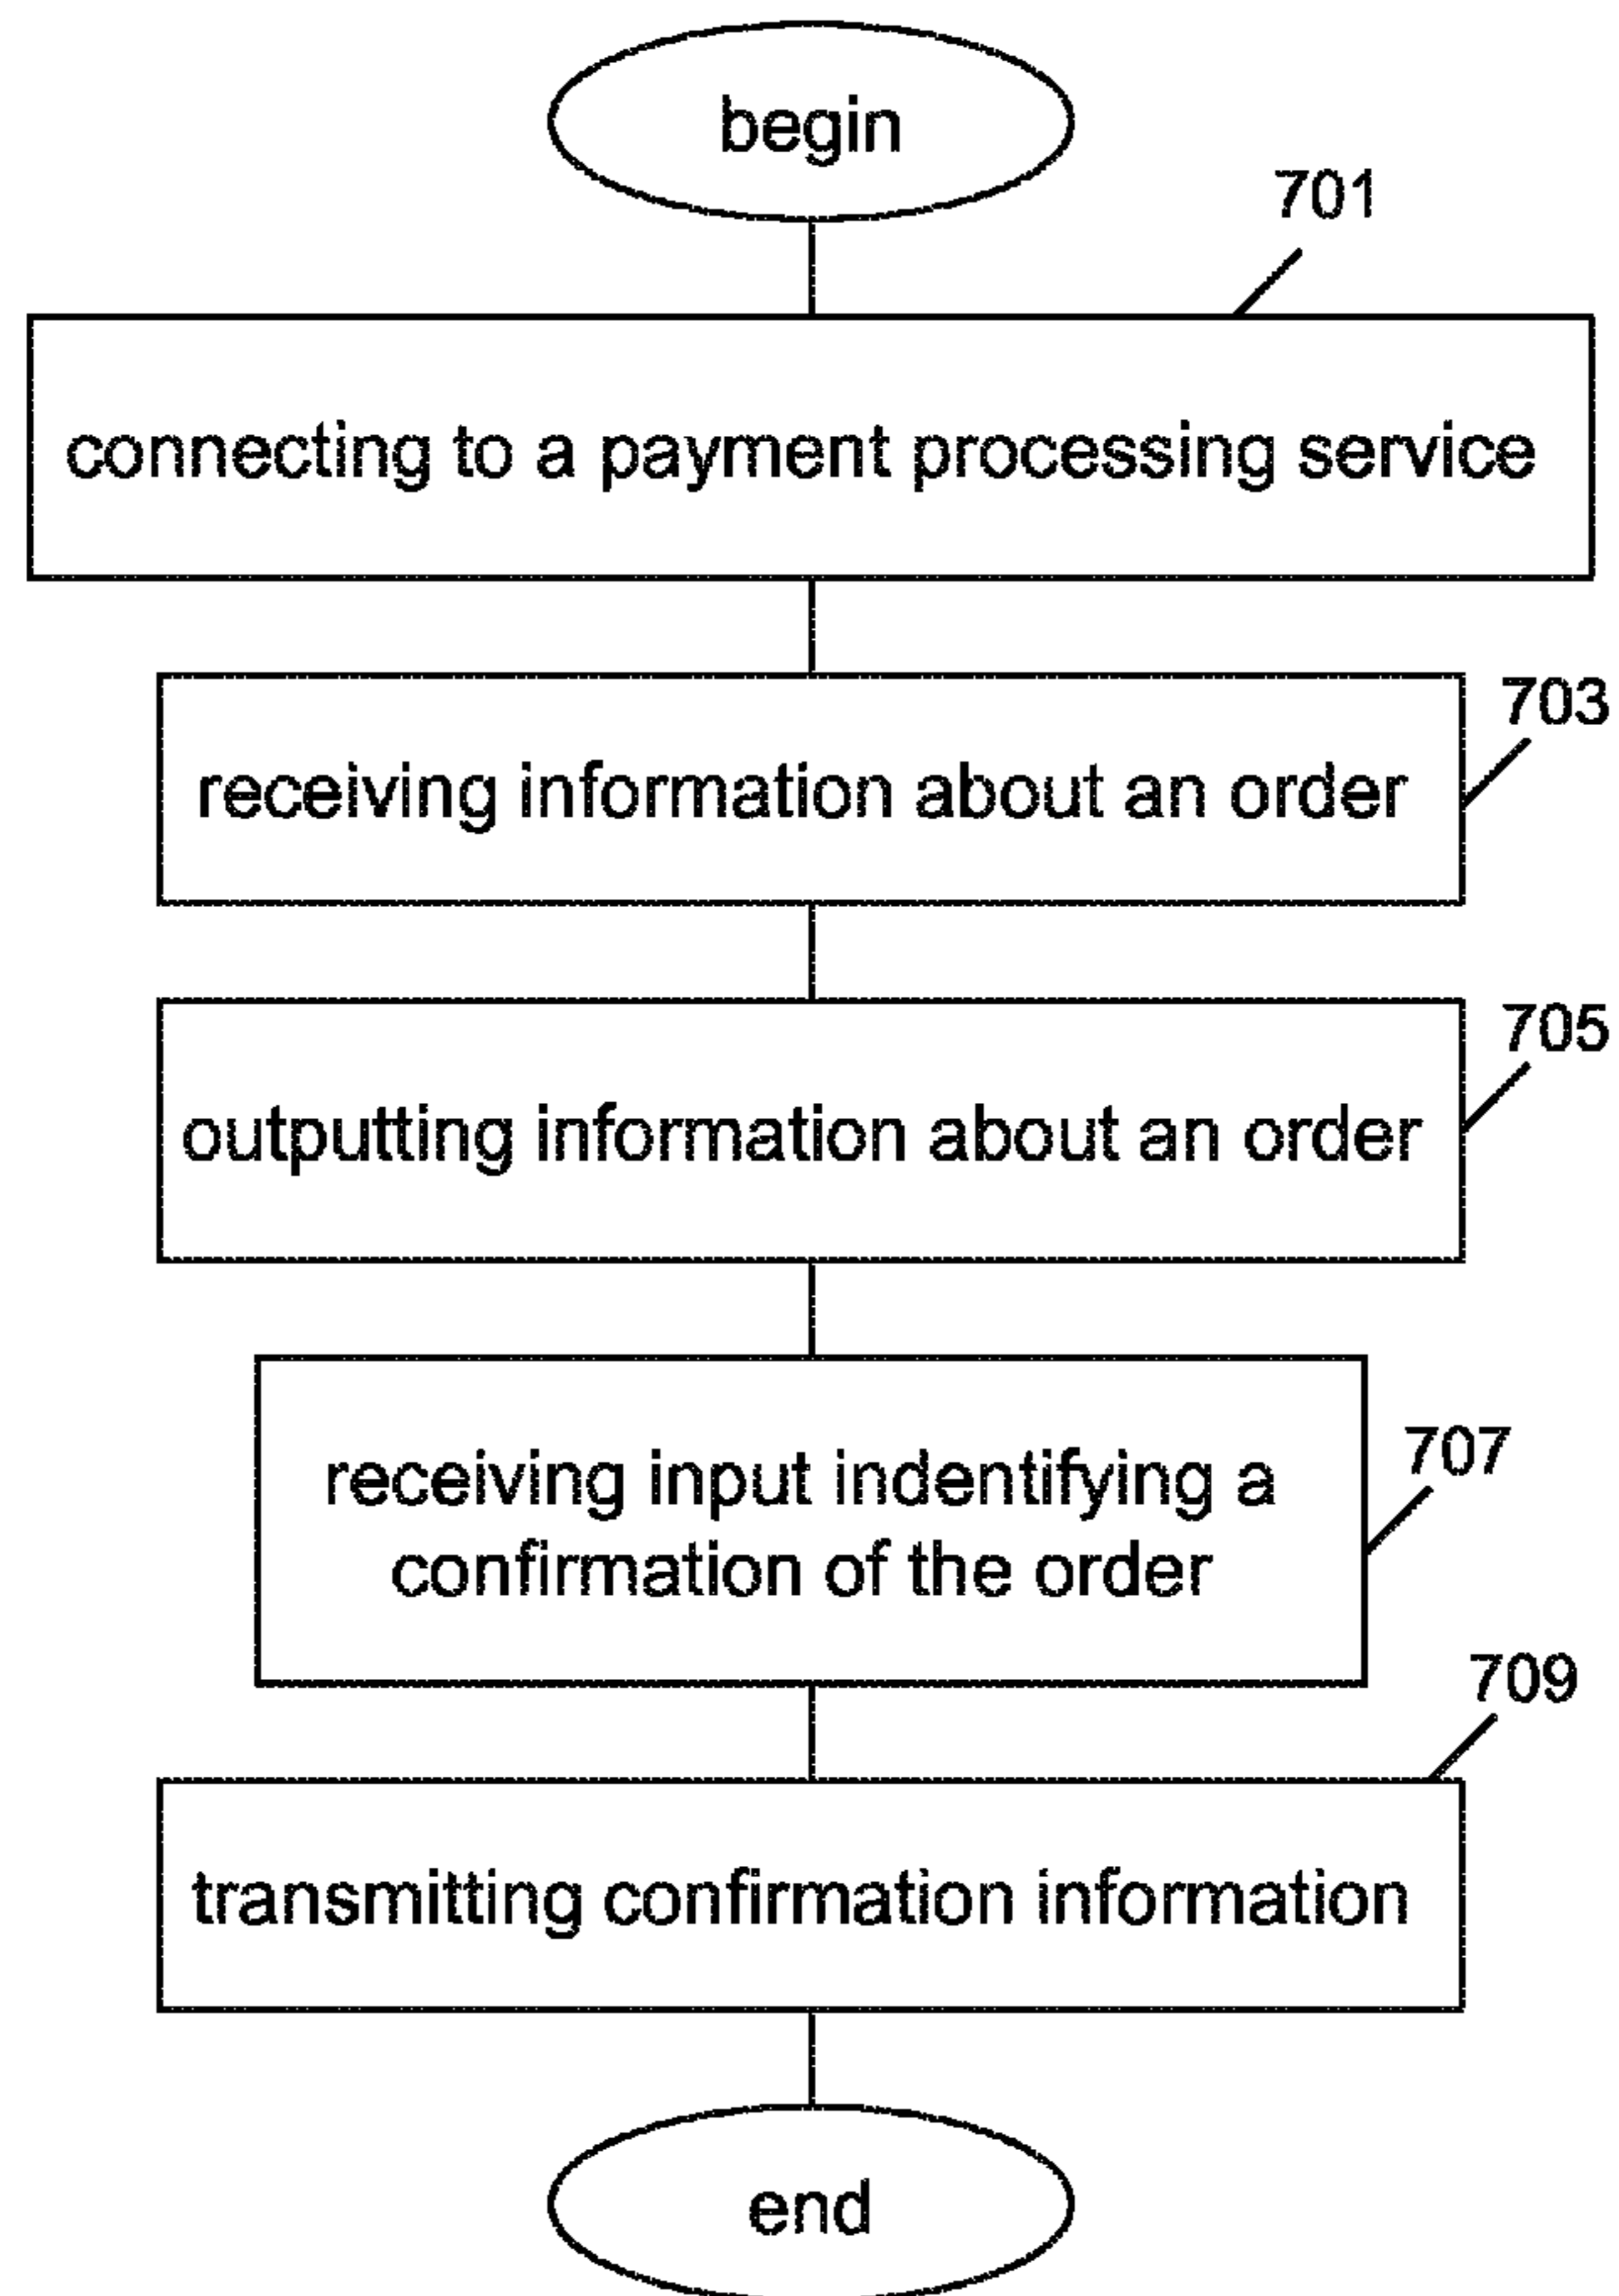 begin
701
connecting to a payment processing service
703
receiving information about an order
705
outputting information about an order
707
receiving input indentifying a
confirmation of the order
709
transmitting confirmation information
end